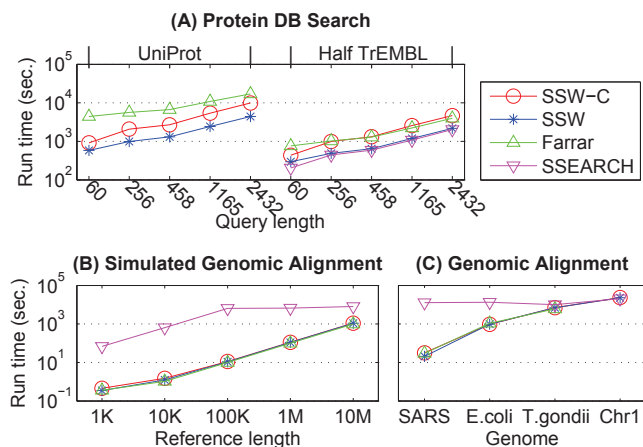 (A) Protein DB Search
UniProt
Half TrEMBL
Run time (sec.)
10^5
10^4
10^3
10^2
60
256
458
1165
2432
60
256
458
1165
2432
Query length
SSW-C
SSW
Farrar
SSEARCH
(B) Simulated Genomic Alignment
Run time (sec.)
10^5
10^3
10^1
10^-1
1K
10K
100K
1M
10M
Reference length
(C) Genomic Alignment
SARS
E.coli
T.gondii
Chr1
Genome